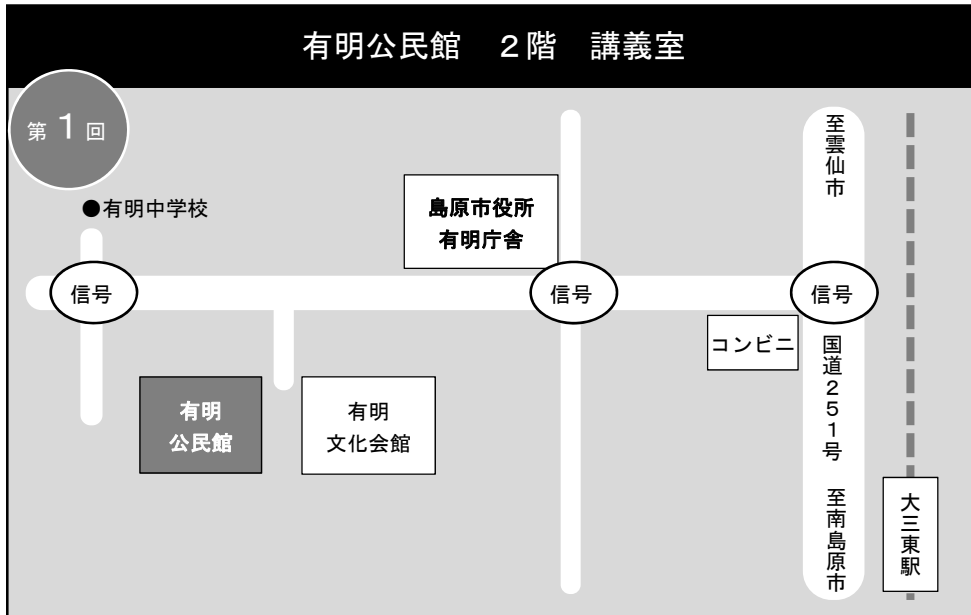 有明公民館　２階　講義室
第１回
●有明中学校
島原市役所
有明庁舎
至雲仙市
信号
信号
信号
コンビニ
国道２５１号
有明
公民館
有明
文化会館
至南島原市
大三東駅